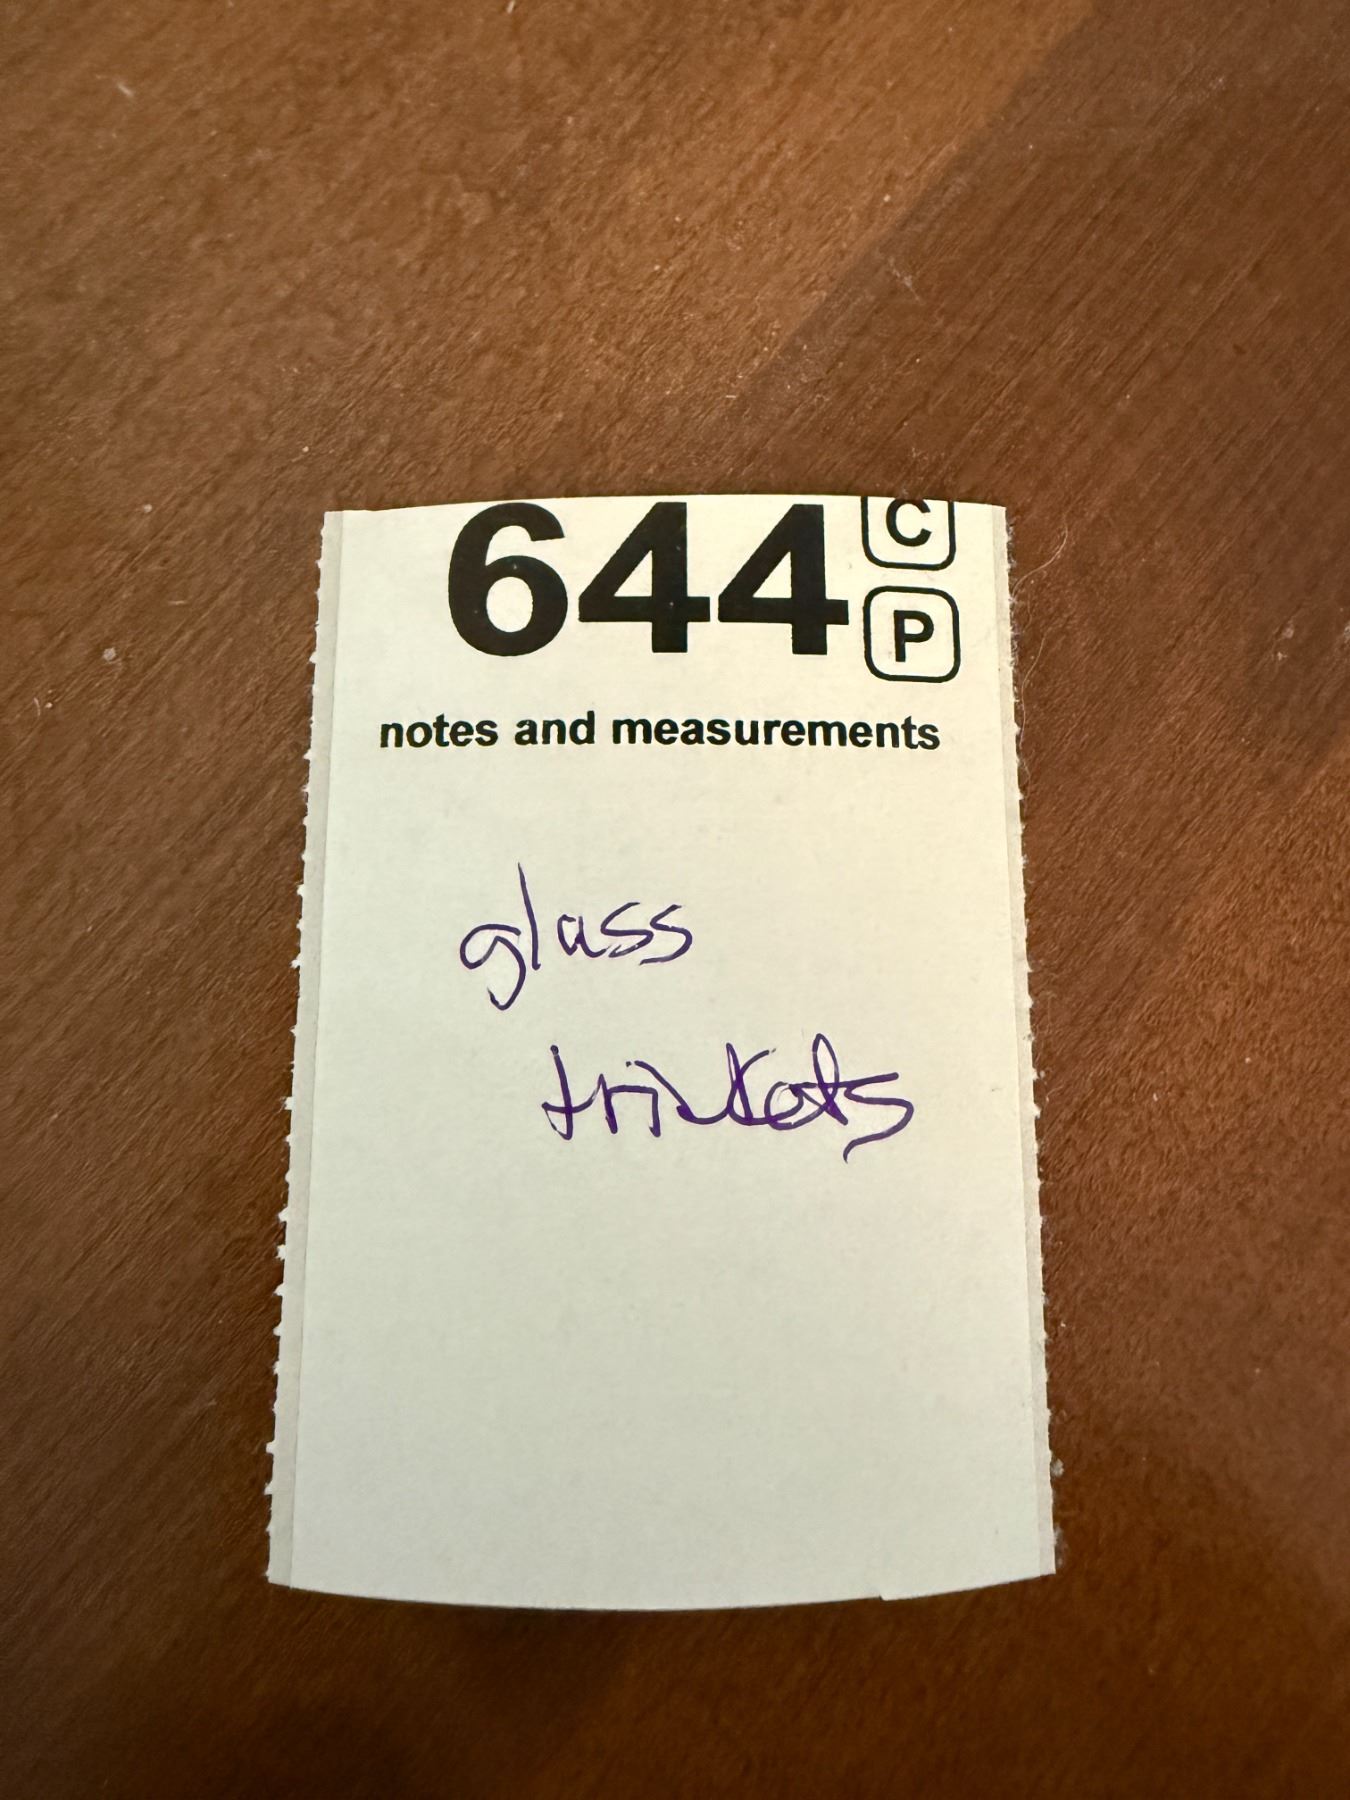 644 C
P
notes and measurements
glass
trinkets